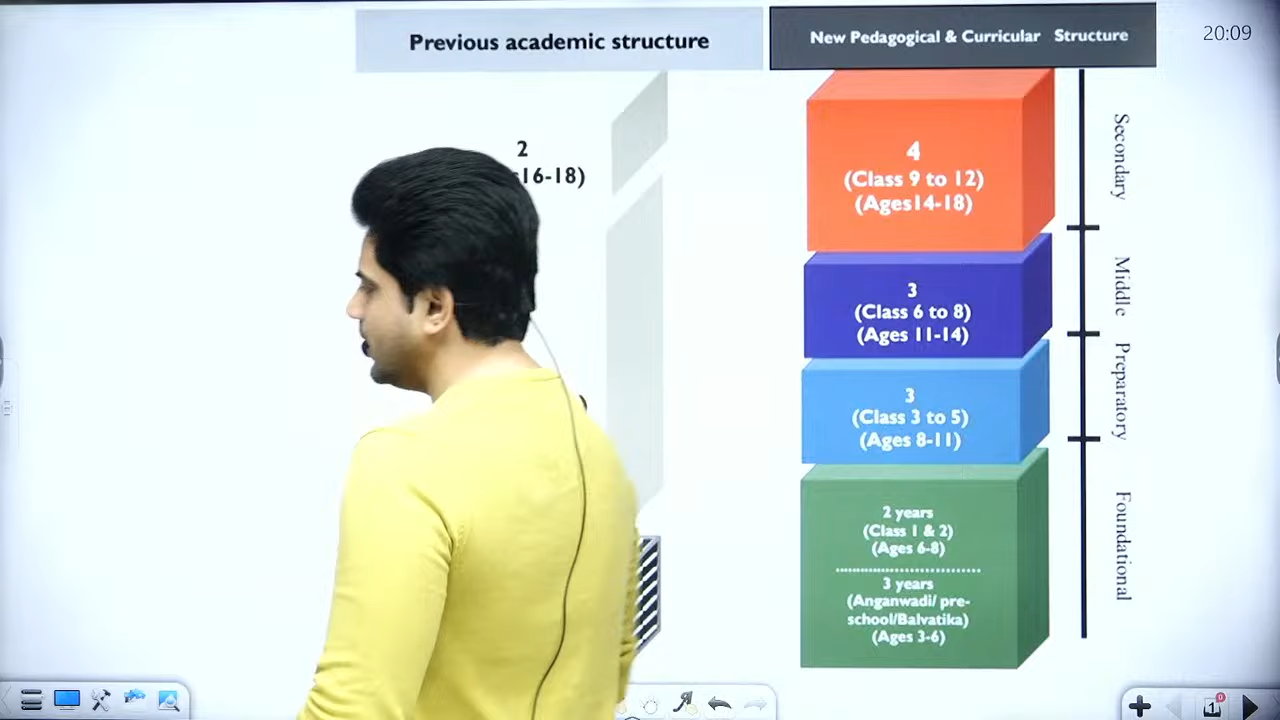 Previous academic structure
New Pedagogical & Curricular Structure
20:09
2
16-18)
4
(Class 9 to 12)
(Ages14-18)
Secondary
3
(Class 6 to 8)
(Ages 11-14)
Middle
3
(Class 3 to 5)
(Ages 8-11)
Preparatory
2 years
(Class 1 & 2)
(Ages 6-8)
3 years
(Anganwadi/ pre-
school/Balvatika)
(Ages 3-6)
Foundational
1
0